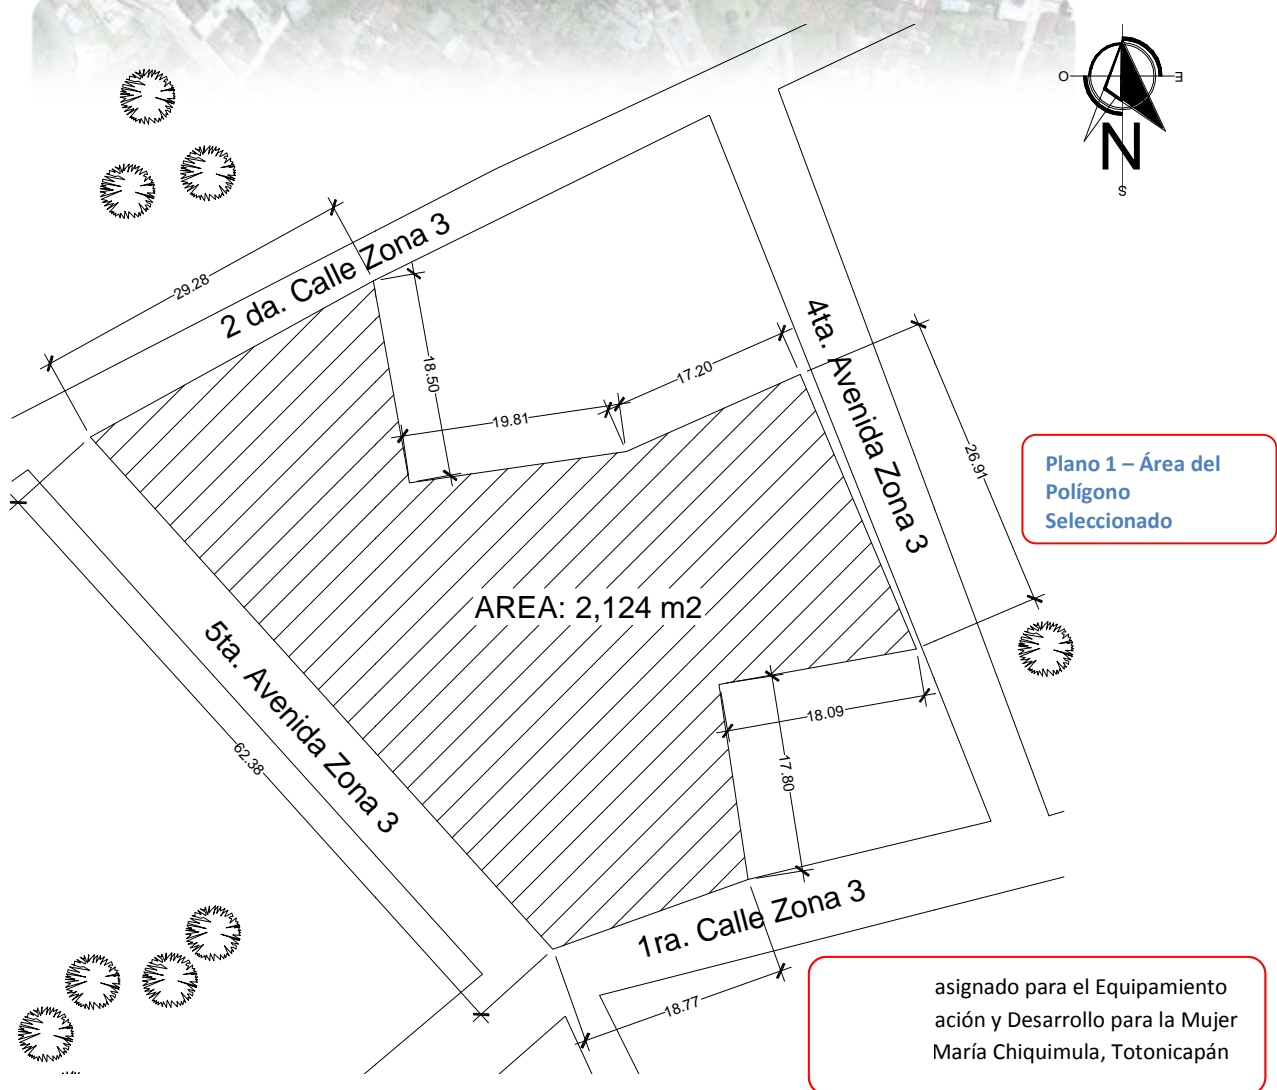 O
E
N
S
2 da. Calle Zona 3
29.28
18.50
19.81
17.20
4ta. Avenida Zona 3
26.91
Plano 1 – Área del
Polígono
Seleccionado
AREA: 2,124 m2
5ta. Avenida Zona 3
62.38
18.09
17.80
1ra. Calle Zona 3
18.77
asignado para el Equipamiento
ación y Desarrollo para la Mujer
María Chiquimula, Totonicapán